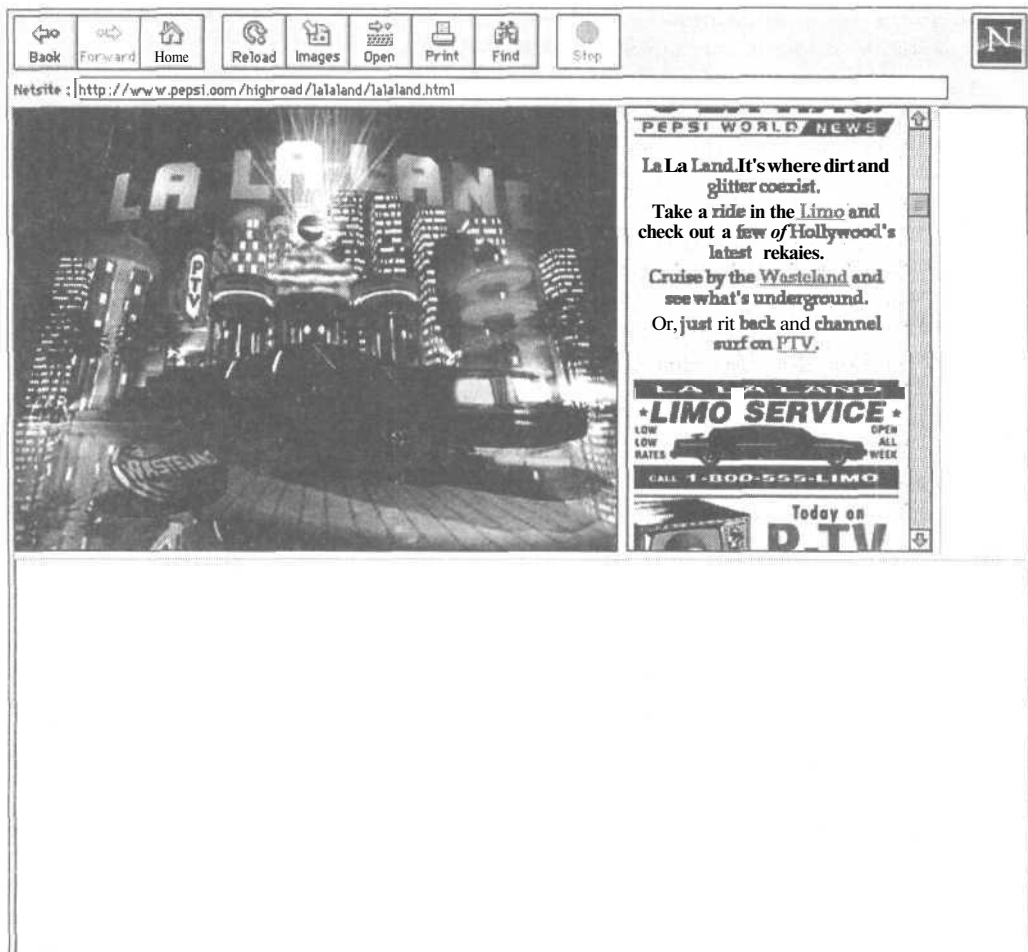 Back Forward Home Reload Images Open Print Find Stop
N
Netsite : http://www.pepsi.com/highroad/lalaland/lalaland.html
LA LA LAND
PTV
WASTELAND
PEPSI WORLD NEWS
La La Land.It's where dirt and
glitter coexist.
Take a ride in the Limo and
check out a few of Hollywood's
latest rekaies.
Cruise by the Wasteland and
see what's underground.
Or, just rit back and channel
surf on PTV.
LA LA LAND
*LIMO SERVICE*
LOW
LOW
RATES
OPEN
ALL
WEEK
CALL 1-800-555-LIMO
Today on
P-TV